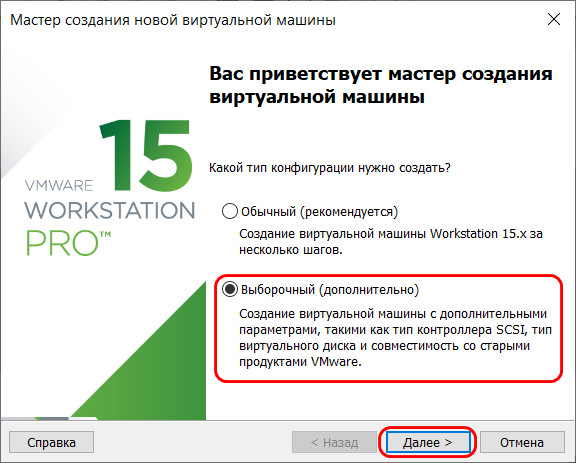 Мастер создания новой виртуальной машины
15
VMWARE
WORKSTATION
PRO™
Вас приветствует мастер создания
виртуальной машины
Какой тип конфигурации нужно создать?
Обычный (рекомендуется)
Создание виртуальной машины Workstation 15.x за
несколько шагов.
Выборочный (дополнительно)
Создание виртуальной машины с дополнительными
параметрами, такими как тип контроллера SCSI, тип
виртуального диска и совместимость со старыми
продуктами VMware.
Справка
< Назад
Далее >
Отмена